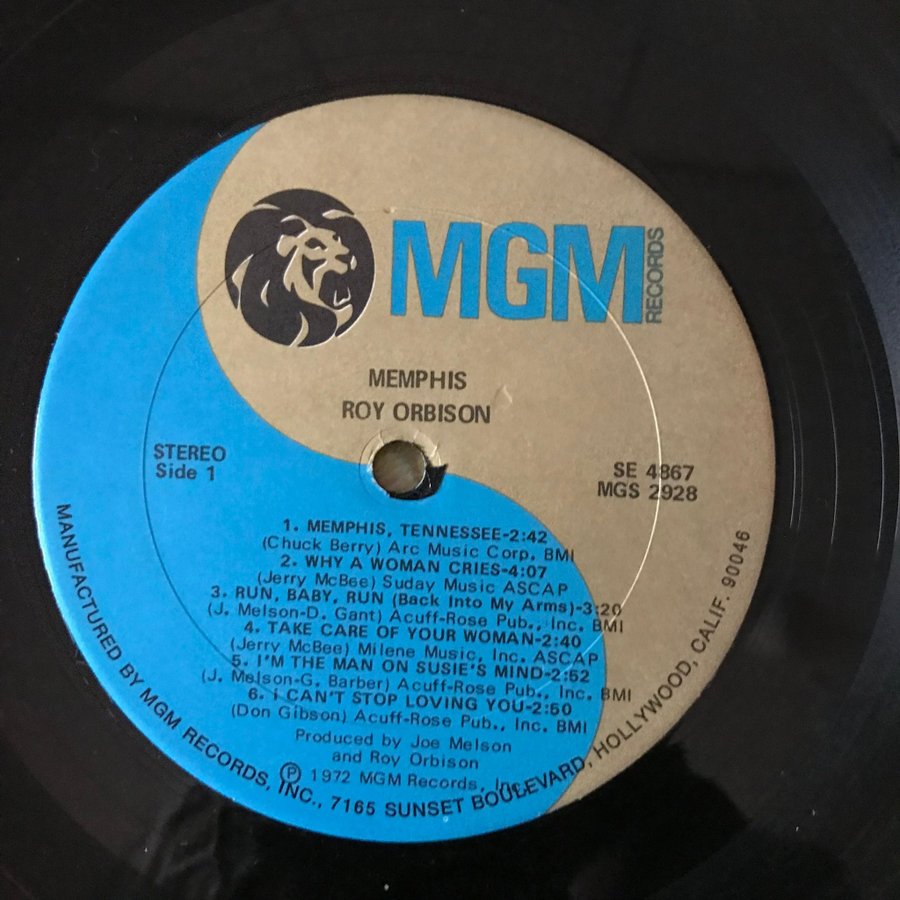 MGM
RECORDS
MEMPHIS
ROY ORBISON
STEREO
Side 1
SE 4867
MGS 2928
1. MEMPHIS, TENNESSEE-2:42
(Chuck Berry) Arc Music Corp. BMI
2. WHY A WOMAN CRIES-4:07
(Jerry McBee) Suday Music ASCAP
3. RUN, BABY, RUN (Back Into My Arms)-3:20
(J. Melson-D. Gant) Acuff-Rose Pub., Inc. BMI
4. TAKE CARE OF YOUR WOMAN-2:40
(Jerry McBee) Milene Music, Inc. ASCAP
5. I'M THE MAN ON SUSIE'S MIND-2:52
(J. Melson-G. Barber) Acuff-Rose Pub., Inc. BMI
6. I CAN'T STOP LOVING YOU-2:50
(Don Gibson) Acuff-Rose Pub., Inc. BMI
Produced by Joe Melson
and Roy Orbison
℗ 1972 MGM Records, Inc.
MANUFACTURED BY MGM RECORDS, INC., 7165 SUNSET BOULEVARD, HOLLYWOOD, CALIF. 90046